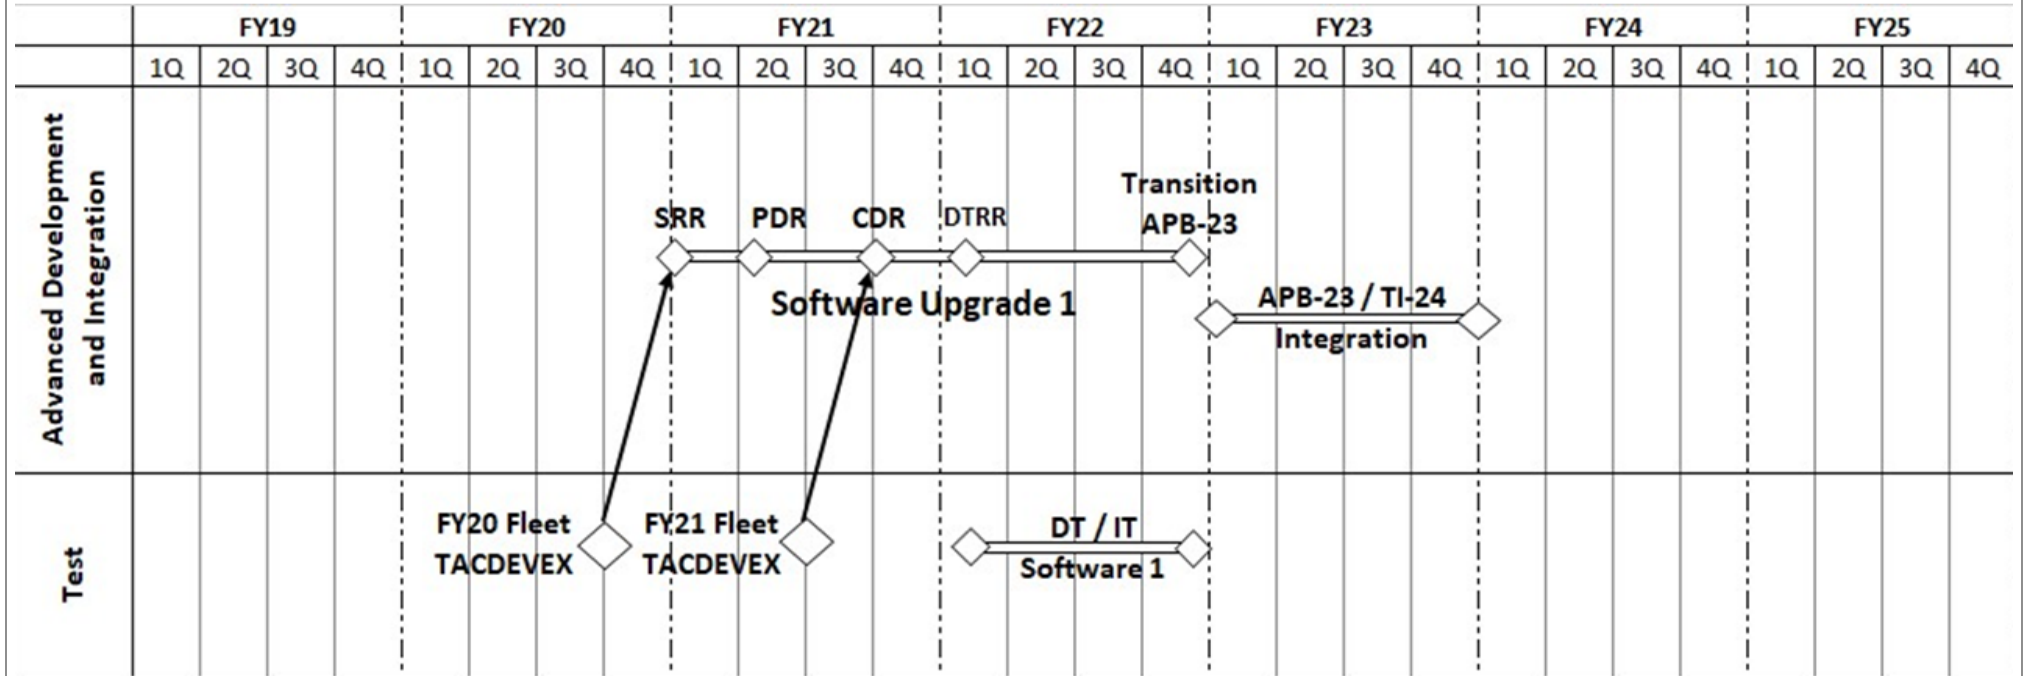 FY19 FY20 FY21 FY22 FY23 FY24 FY25
1Q 2Q 3Q 4Q 1Q 2Q 3Q 4Q 1Q 2Q 3Q 4Q 1Q 2Q 3Q 4Q 1Q 2Q 3Q 4Q 1Q 2Q 3Q 4Q 1Q 2Q 3Q 4Q
Advanced Development
and Integration
Transition
APB-23
SRR PDR CDR DTRR
Software Upgrade 1
APB-23 / TI-24
Integration
Test
FY20 Fleet
TACDEVEX
FY21 Fleet
TACDEVEX
DT / IT
Software 1